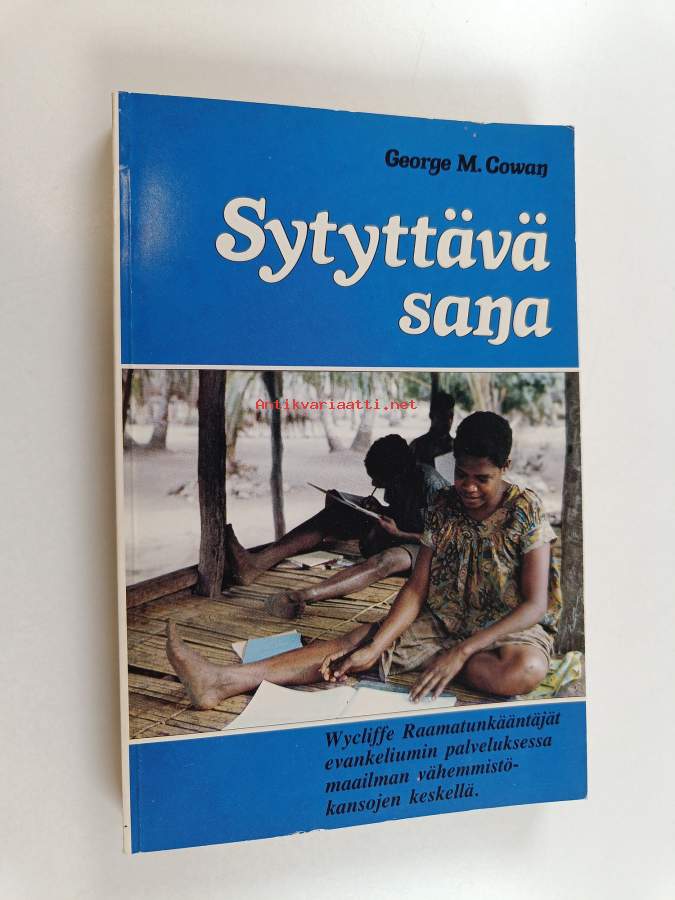 George M. Cowan
Sytyttävä
sana
Antikvariaatti.net
Wycliffe Raamatunkääntäjät
evankeliumin palveluksessa
maailman vähemmistö-
kansojen keskellä.